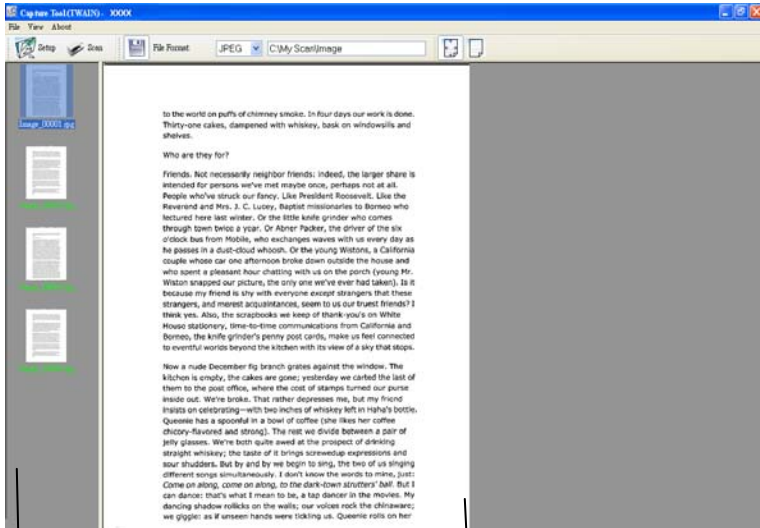 Capture Tool(TWAIN) - XXXX
File View About
Setup Scan File Format JPEG C:\My Scan\Image
Image_00001.jpg
to the world on puffs of chimney smoke. In four days our work is done.
Thirty-one cakes, dampened with whiskey, bask on windowsills and
shelves.
Who are they for?
Friends. Not necessarily neighbor friends: indeed, the larger share is
intended for persons we've met maybe once, perhaps not at all.
People who've struck our fancy. Like President Roosevelt. Like the
Reverend and Mrs. J. C. Lucey, Baptist missionaries to Borneo who
lectured here last winter. Or the little knife grinder who comes
through town twice a year. Or Abner Packer, the driver of the six
o'clock bus from Mobile, who exchanges waves with us every day as
he passes in a dust-cloud whoosh. Or the young Wistons, a California
couple whose car one afternoon broke down outside the house and
who spent a pleasant hour chatting with us on the porch (young Mr.
Wiston snapped our picture, the only one we've ever had taken). Is it
because my friend is shy with everyone except strangers that these
strangers, and merest acquaintances, seem to us our truest friends? I
think yes. Also, the scrapbooks we keep of thank-you's on White
House stationery, time-to-time communications from California and
Borneo, the knife grinder's penny post cards, make us feel connected
to eventful worlds beyond the kitchen with its view of a sky that stops.
Now a nude December fig branch grates against the window. The
kitchen is empty, the cakes are gone; yesterday we carted the last of
them to the post office, where the cost of stamps turned our purse
inside out. We're broke. That rather depresses me, but my friend
insists on celebrating—with two inches of whiskey left in Haha's bottle.
Queenie has a spoonful in a bowl of coffee (she likes her coffee
chicory-flavored and strong). The rest we divide between a pair of
jelly glasses. We're both quite awed at the prospect of drinking
straight whiskey; the taste of it brings screwedup expressions and
sour shudders. But by and by we begin to sing, the two of us singing
different songs simultaneously. I don't know the words to mine, just:
Come on along, come on along, to the dark-town strutters' ball. But I
can dance: that's what I mean to be, a tap dancer in the movies. My
dancing shadow rollicks on the walls; our voices rock the chinaware;
we giggle: as if unseen hands were tickling us. Queenie rolls on her